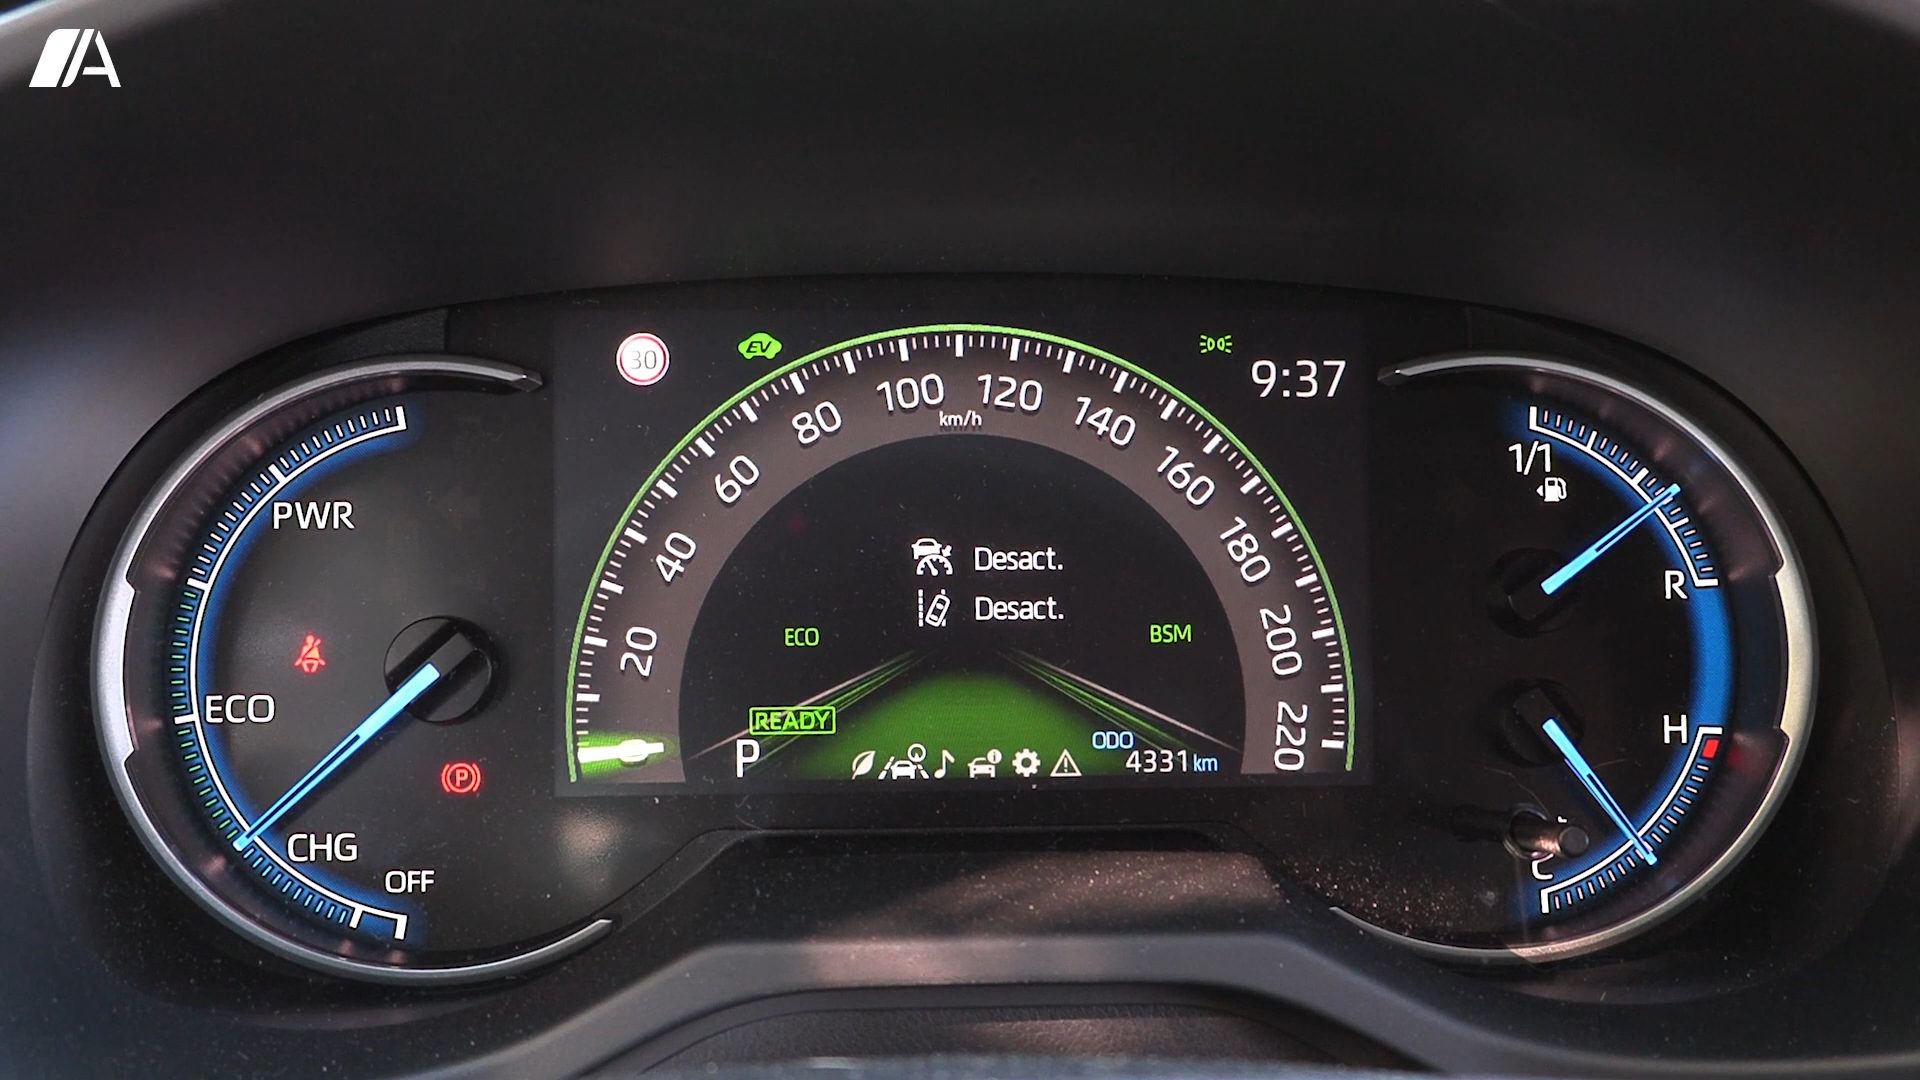 A
30
EV
9:37
20
40
60
80
100
120
140
160
180
200
220
km/h
Desact.
Desact.
ECO
BSM
READY
P
ODO
4331 km
PWR
ECO
CHG
OFF
P
1/1
R
H
C